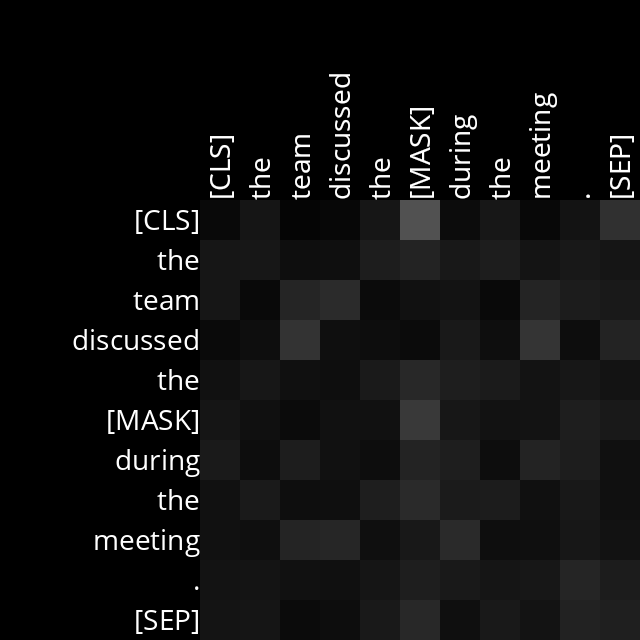 [CLS]
the
team
discussed
the
[MASK]
during
the
meeting
.
[SEP]
[CLS]
the
team
discussed
the
[MASK]
during
the
meeting
.
[SEP]